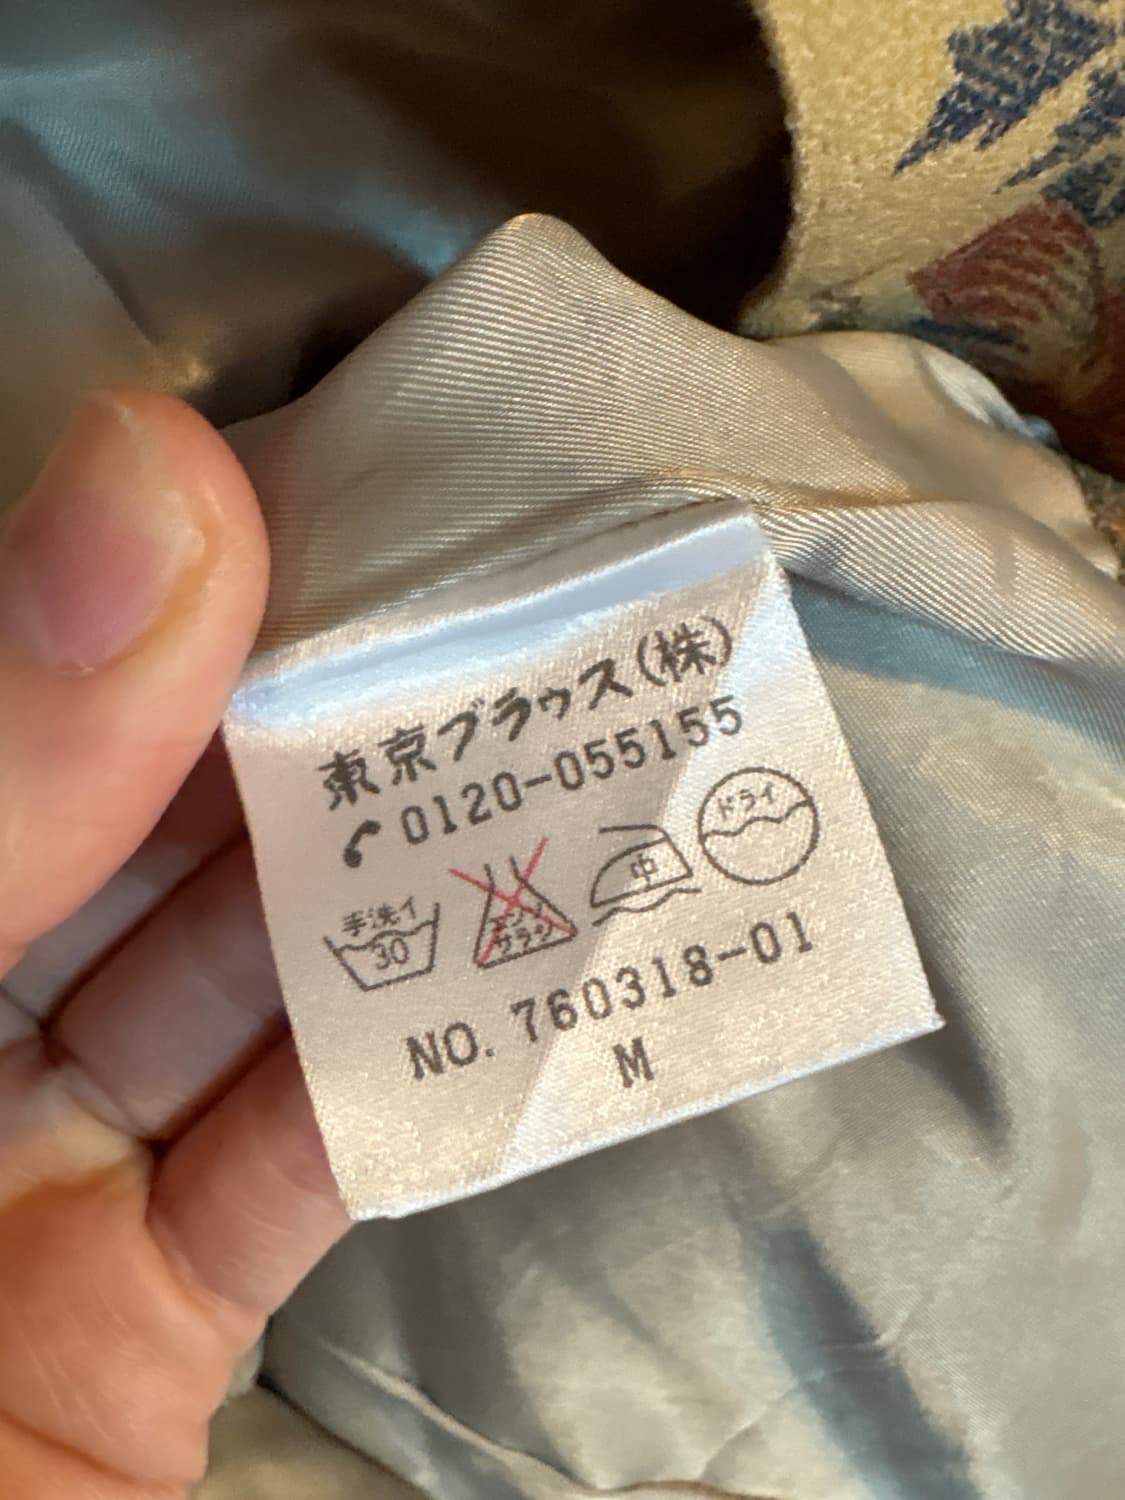 東京ブラウス(株)
0120-055155
ドライ
中
エンソ
サラシ
手洗イ
30
NO. 760318-01
M